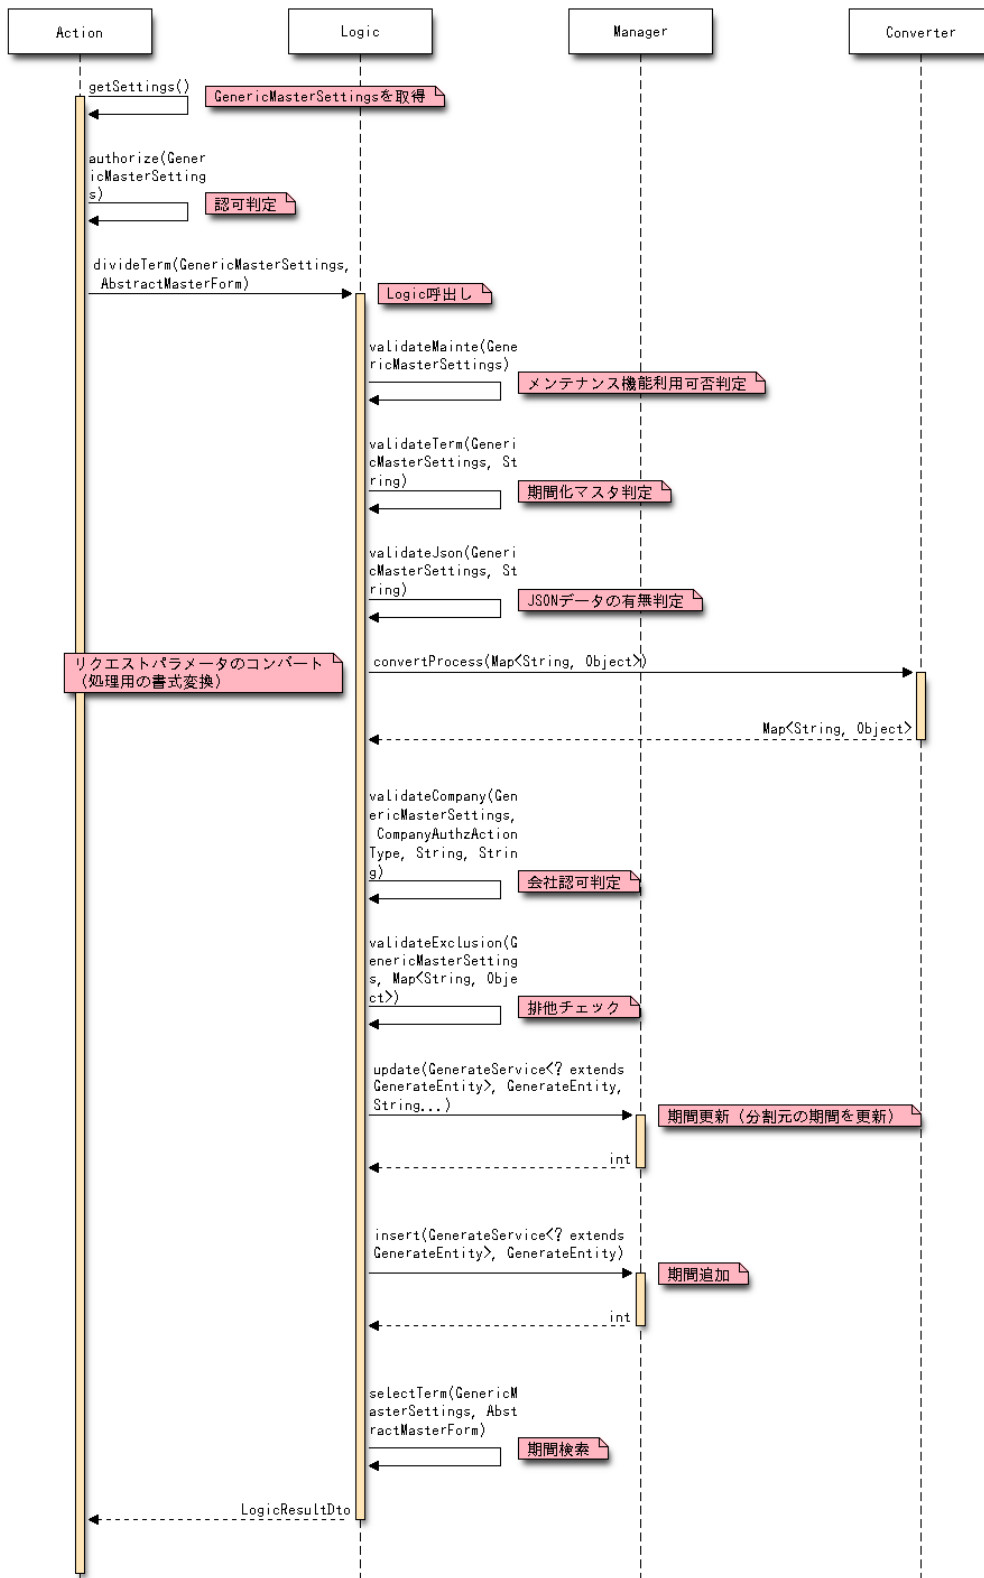 Action
Logic
Manager
Converter
getSettings()
GenericMasterSettingsを取得
authorize(Gener
icMasterSetting
s)
認可判定
divideTerm(GenericMasterSettings,
AbstractMasterForm)
Logic呼出し
validateMainte(Gene
ricMasterSettings)
メンテナンス機能利用可否判定
validateTerm(Generi
cMasterSettings, St
ring)
期間化マスタ判定
validateJson(Generi
cMasterSettings, St
ring)
JSONデータの有無判定
リクエストパラメータのコンバート
（処理用の書式変換）
convertProcess(Map<String, Object>)
Map<String, Object>
validateCompany(Gen
ericMasterSettings,
CompanyAuthzAction
Type, String, Strin
g)
会社認可判定
validateExclusion(G
enericMasterSetting
s, Map<String, Obje
ct>)
排他チェック
update(GenerateService<? extends
GenerateEntity>, GenerateEntity,
String...)
期間更新（分割元の期間を更新）
int
insert(GenerateService<? extends
GenerateEntity>, GenerateEntity)
期間追加
int
selectTerm(GenericM
asterSettings, Abst
ractMasterForm)
期間検索
LogicResultDto